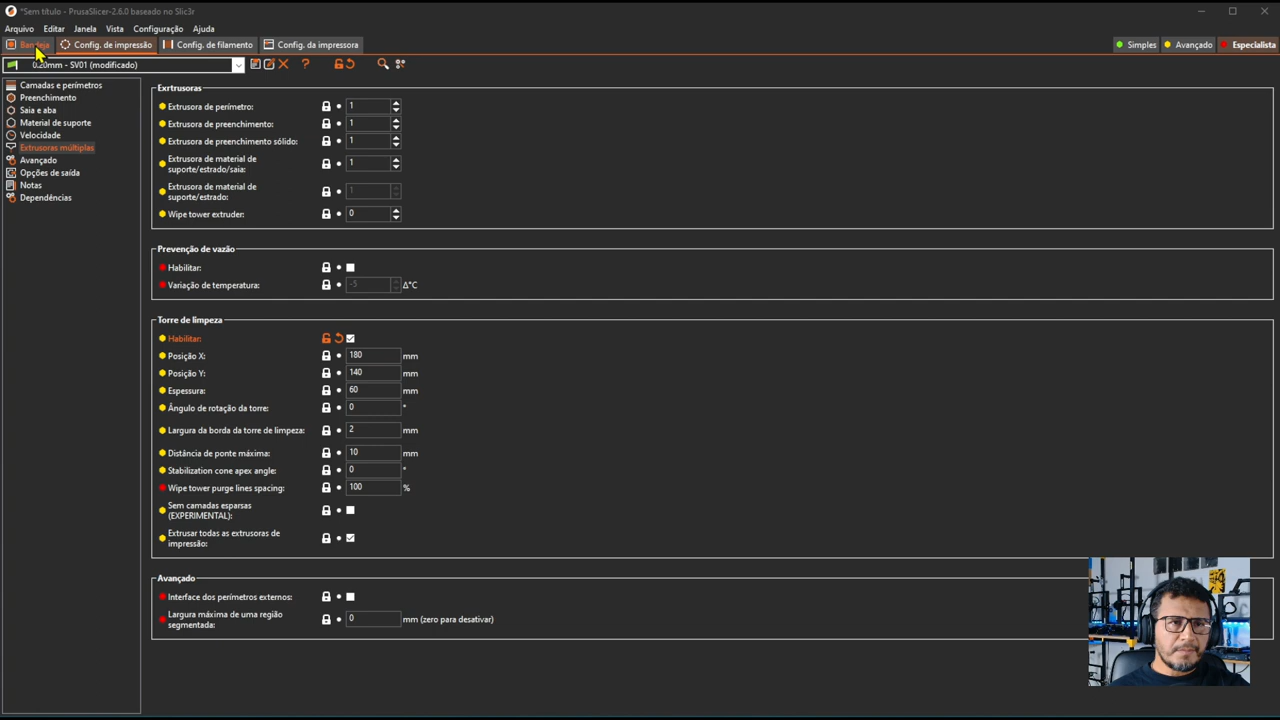 *Sem título - PrusaSlicer-2.6.0 baseado no Slic3r
Arquivo Editar Janela Vista Configuração Ajuda
Bandeja Config. de impressão Config. de filamento Config. da impressora Simples Avançado Especialista
0.20mm - SV01 (modificado)
Camadas e perímetros
Preenchimento
Saia e aba
Material de suporte
Velocidade
Extrusoras múltiplas
Avançado
Opções de saída
Notas
Dependências
Exrtrusoras
Extrusora de perímetro: 1
Extrusora de preenchimento: 1
Extrusora de preenchimento sólido: 1
Extrusora de material de
suporte/estrado/saia: 1
Extrusora de material de
suporte/estrado: 1
Wipe tower extruder: 0
Prevenção de vazão
Habilitar:
Variação de temperatura: -5 Δ°C
Torre de limpeza
Habilitar:
Posição X: 180 mm
Posição Y: 140 mm
Espessura: 60 mm
Ângulo de rotação da torre: 0 °
Largura da borda da torre de limpeza: 2 mm
Distância de ponte máxima: 10 mm
Stabilization cone apex angle: 0 °
Wipe tower purge lines spacing: 100 %
Sem camadas esparsas
(EXPERIMENTAL):
Extrusar todas as extrusoras de
impressão:
Avançado
Interface dos perímetros externos:
Largura máxima de uma região
segmentada: 0 mm (zero para desativar)